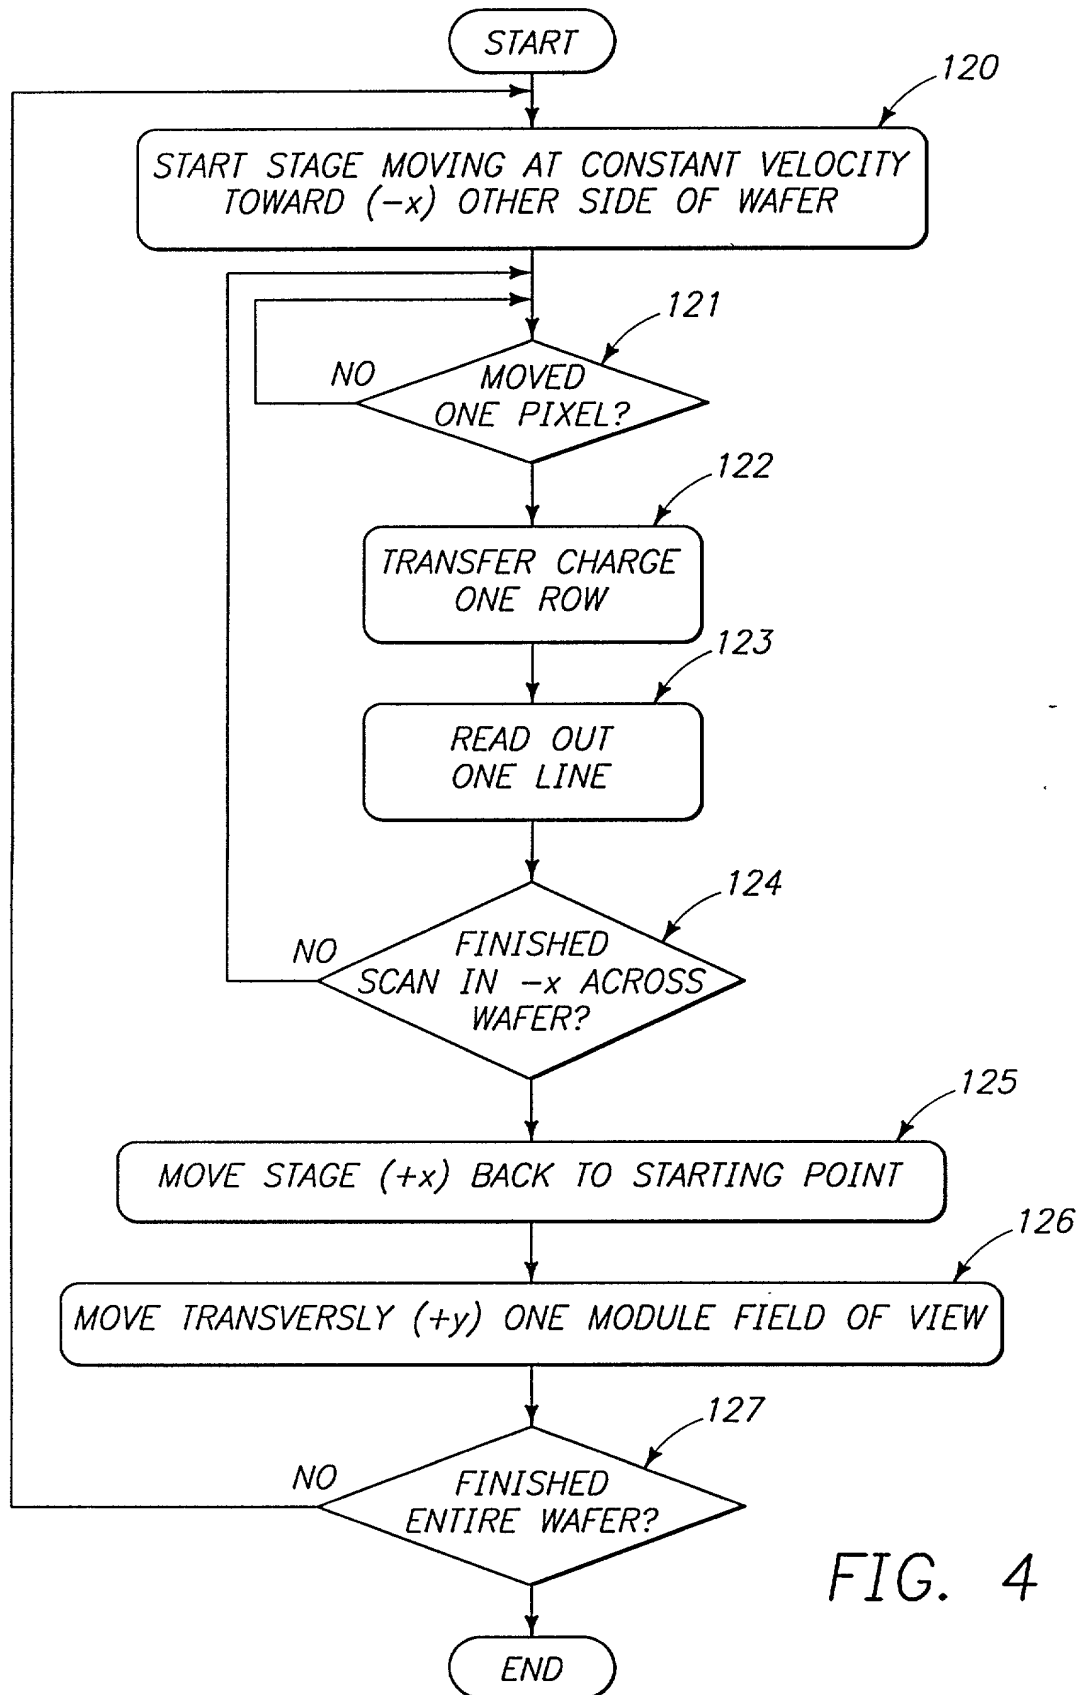 START
120
START STAGE MOVING AT CONSTANT VELOCITY
TOWARD (-x) OTHER SIDE OF WAFER
121
NO
MOVED
ONE PIXEL?
122
TRANSFER CHARGE
ONE ROW
123
READ OUT
ONE LINE
124
NO
FINISHED
SCAN IN -x ACROSS
WAFER?
125
MOVE STAGE (+x) BACK TO STARTING POINT
126
MOVE TRANSVERSLY (+y) ONE MODULE FIELD OF VIEW
127
NO
FINISHED
ENTIRE WAFER?
FIG. 4
END